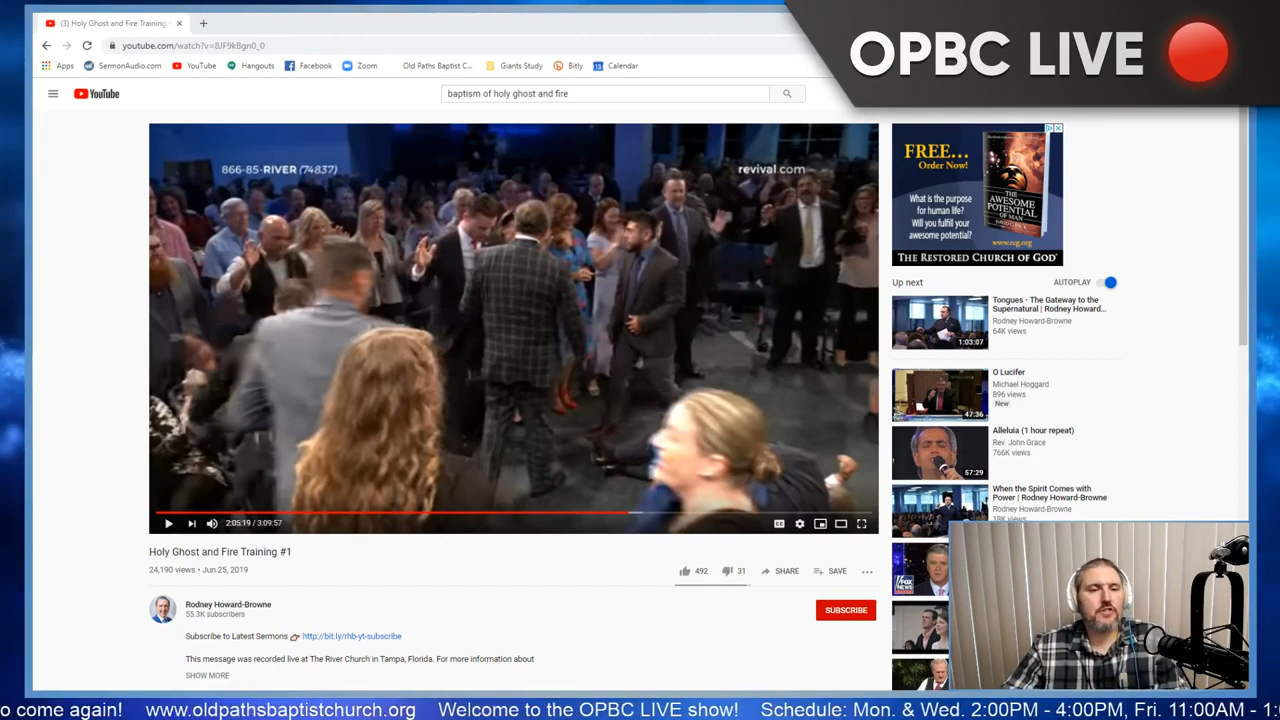 (3) Holy Ghost and Fire Training
OPBC LIVE
youtube.com/watch?v=8JF9kBgn0_0
Apps SermonAudio.com YouTube Hangouts Facebook Zoom Old Paths Baptist C... Giants Study Bitly Calendar
YouTube
baptism of holy ghost and fire
866-85-RIVER (74837)
revival.com
FREE...
Order Now!
What is the purpose
for human life?
Will you fulfill your
awesome potential?
THE
AWESOME
POTENTIAL
OF MAN
www.rcg.org
THE RESTORED CHURCH OF GOD
Up next
AUTOPLAY
Tongues - The Gateway to the
Supernatural | Rodney Howard...
Rodney Howard-Browne
64K views
1:03:07
O Lucifer
Michael Hoggard
896 views
New
47:36
Alleluia (1 hour repeat)
Rev. John Grace
766K views
57:29
When the Spirit Comes with
Power | Rodney Howard-Browne
Rodney Howard-Browne
18K views
FOX
NEWS
2:05:19 / 3:09:57
CC
Holy Ghost and Fire Training #1
24,190 views • Jun 25, 2019
492 31 SHARE SAVE
Rodney Howard-Browne
55.3K subscribers
SUBSCRIBE
Subscribe to Latest Sermons http://bit.ly/rhb-yt-subscribe
This message was recorded live at The River Church in Tampa, Florida. For more information about
SHOW MORE
o come again! www.oldpathsbaptistchurch.org Welcome to the OPBC LIVE show! Schedule: Mon. & Wed. 2:00PM - 4:00PM, Fri. 11:00AM - 1: